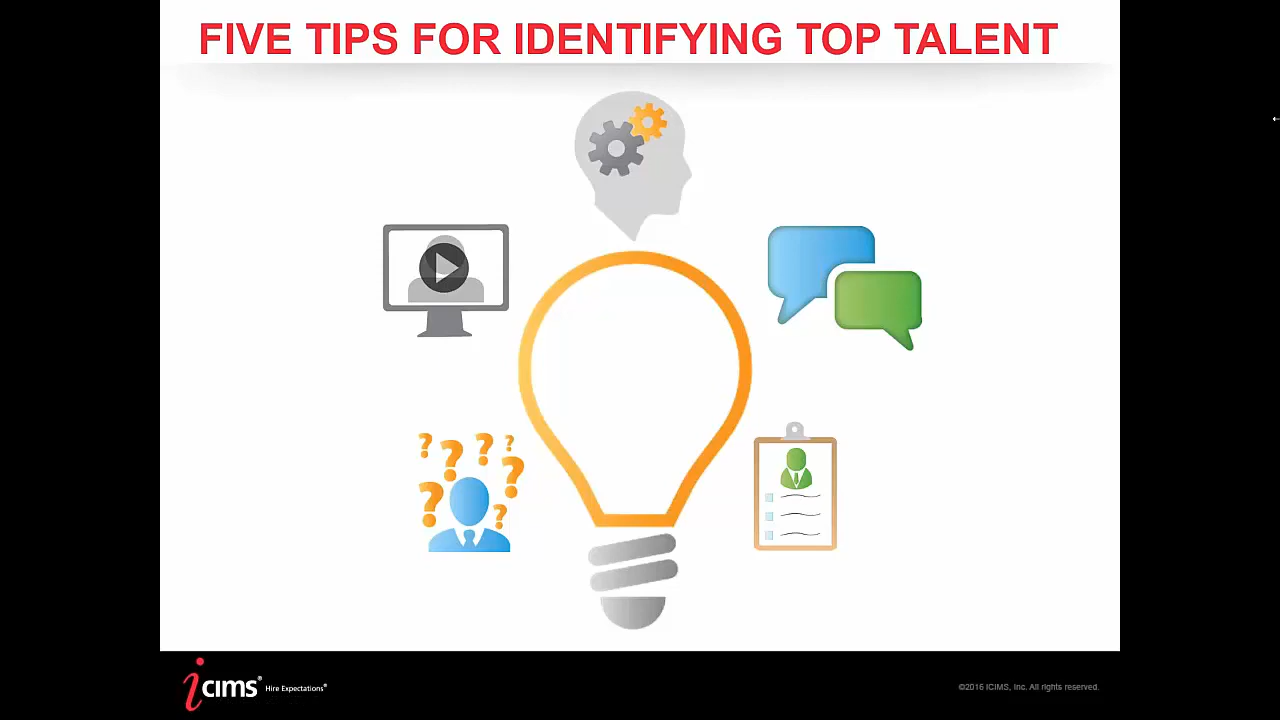 FIVE TIPS FOR IDENTIFYING TOP TALENT
? ? ? ? ? ? ?
icims® Hire Expectations®
©2016 iCIMS, Inc. All rights reserved.